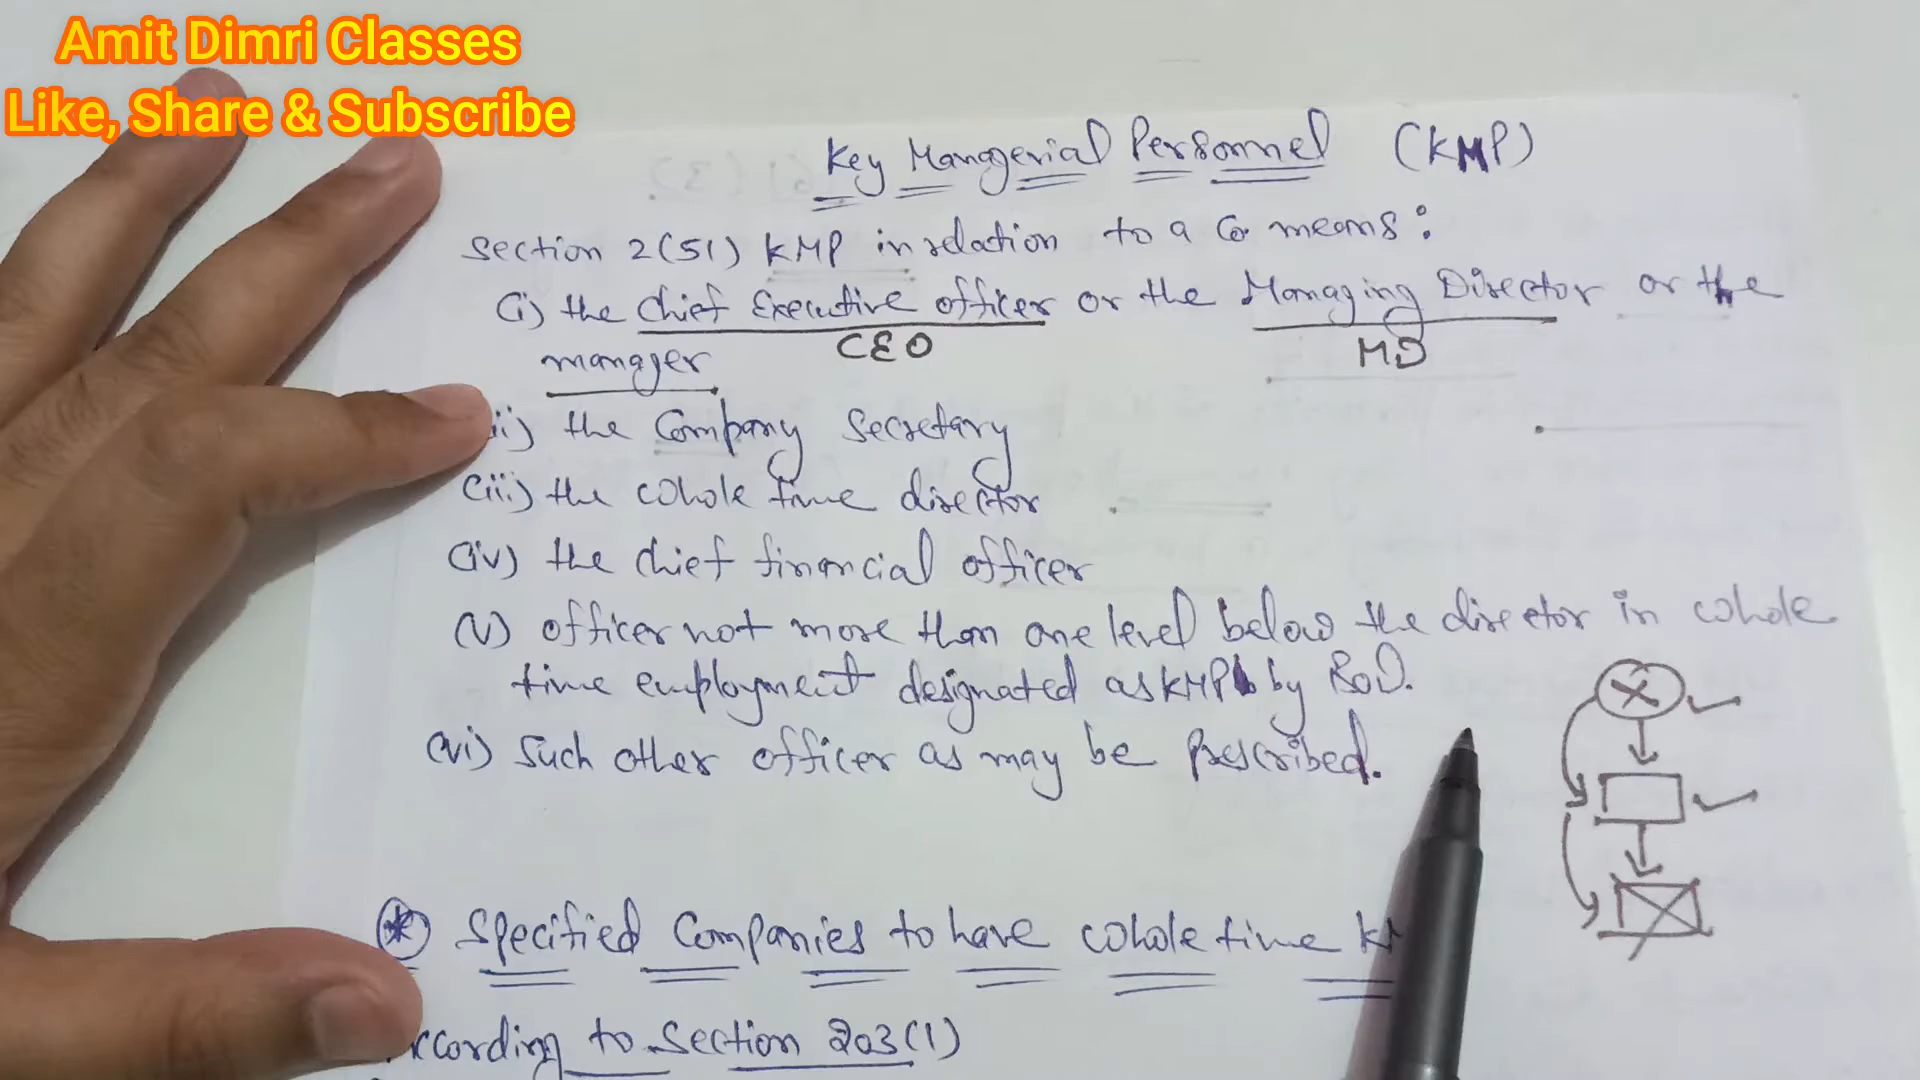 Amit Dimri Classes
Like, Share & Subscribe
Key Managerial Personnel (KMP)
Section 2(51) KMP in relation to a Co means:
(i) the Chief Executive officer or the Managing Director or the
CEO MD
manager
ii) the Company Secretary
(iii) the whole time director
(iv) the Chief financial officer
(v) officer not more than one level below the director in whole
time employment designated as KMP by BOD.
(vi) Such other officer as may be Prescribed.
Specified Companies to have whole time
ccording to Section 203(1)